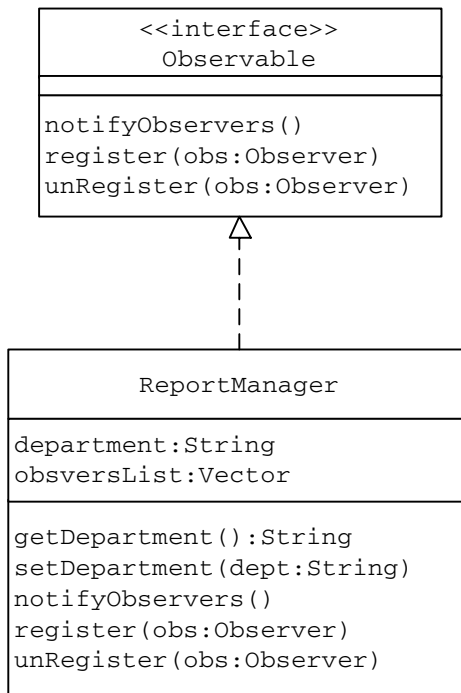 <<interface>>
Observable
notifyObservers()
register(obs:Observer)
unRegister(obs:Observer)
ReportManager
department:String
obsversList:Vector
getDepartment():String
setDepartment(dept:String)
notifyObservers()
register(obs:Observer)
unRegister(obs:Observer)